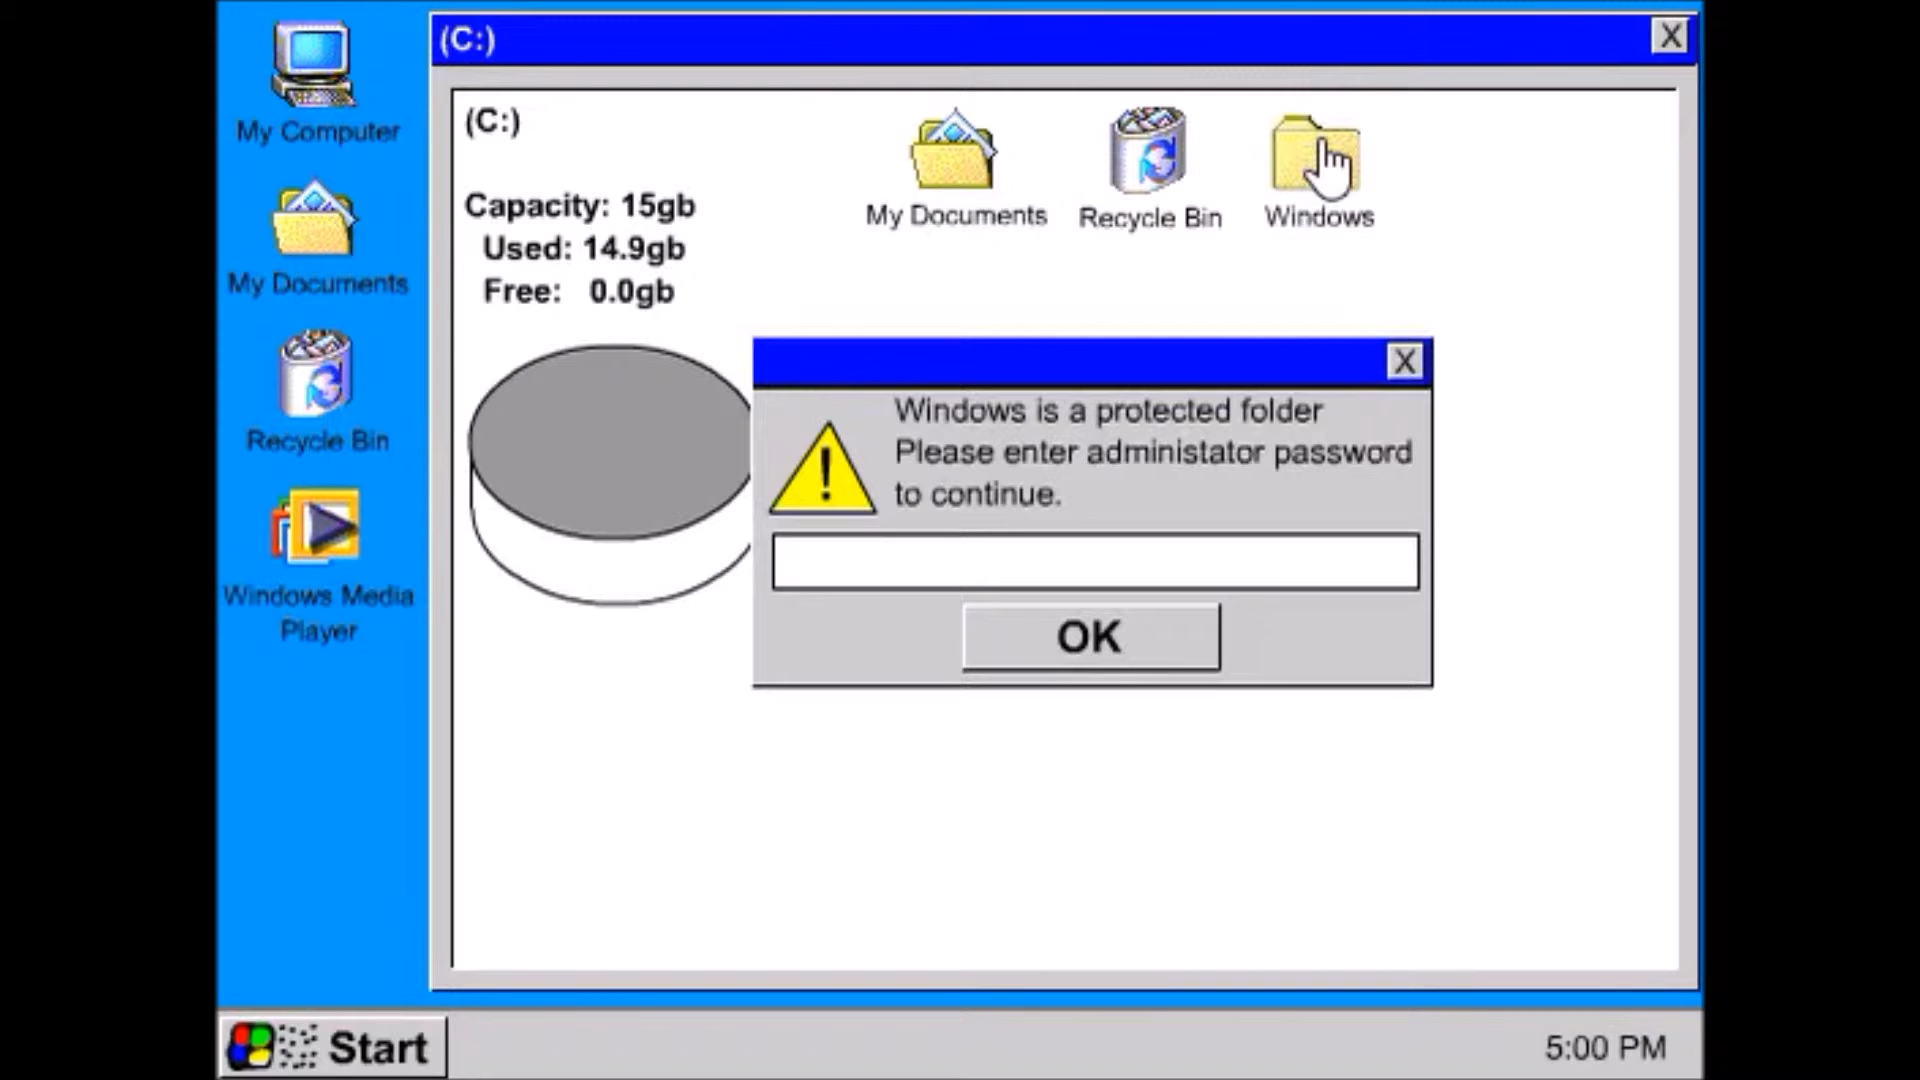 My Computer
My Documents
Recycle Bin
Windows Media
Player
(C:)
X
(C:)
Capacity: 15gb
Used: 14.9gb
Free: 0.0gb
My Documents
Recycle Bin
Windows
X
Windows is a protected folder
Please enter administator password
to continue.
OK
Start
5:00 PM